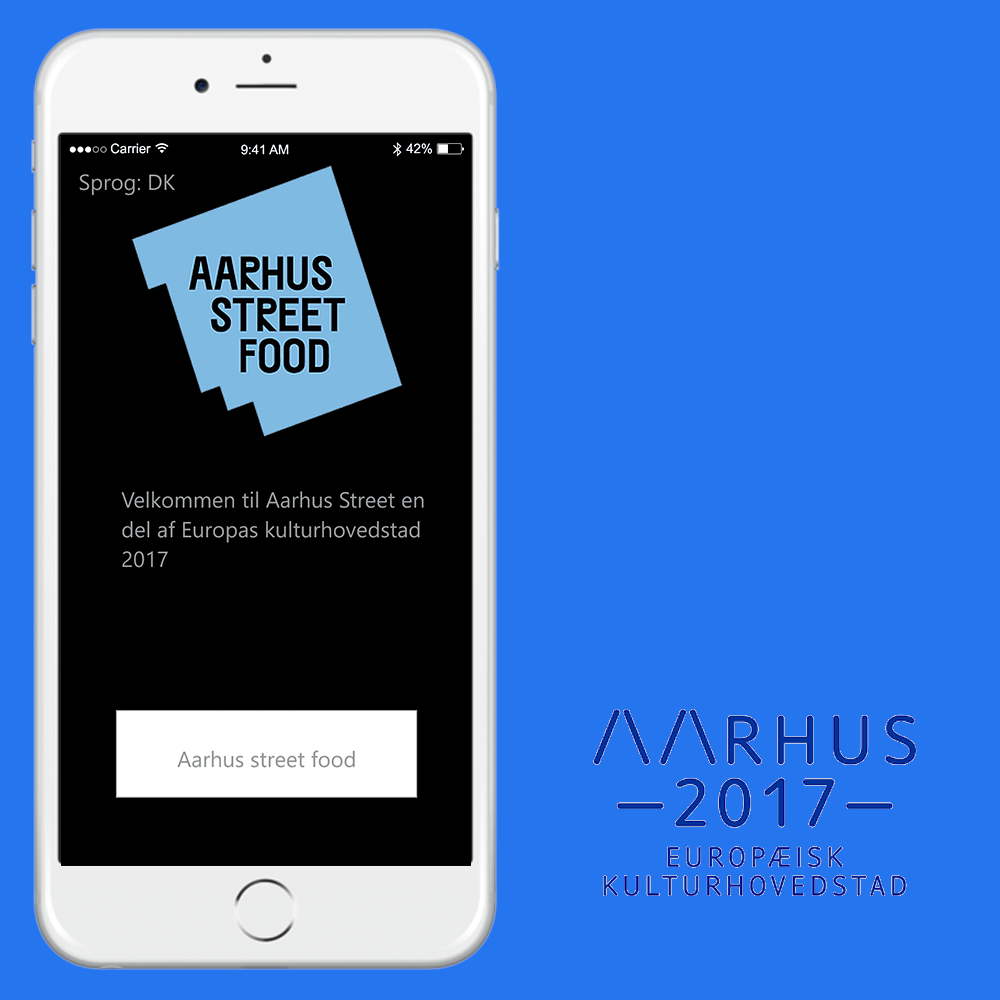 Carrier 9:41 AM 42%
Sprog: DK
AARHUS
STREET
FOOD
Velkommen til Aarhus Street en
del af Europas kulturhovedstad
2017
Aarhus street food
AARHUS
—2017—
EUROPÆISK
KULTURHOVEDSTAD